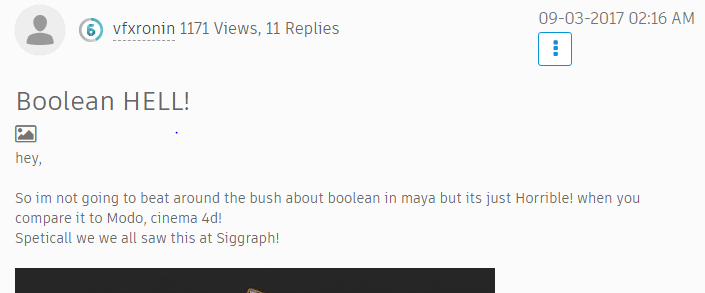 6 vfxronin 1171 Views, 11 Replies
09-03-2017 02:16 AM
Boolean HELL!
hey,
So im not going to beat around the bush about boolean in maya but its just Horrible! when you
compare it to Modo, cinema 4d!
Speticall we we all saw this at Siggraph!